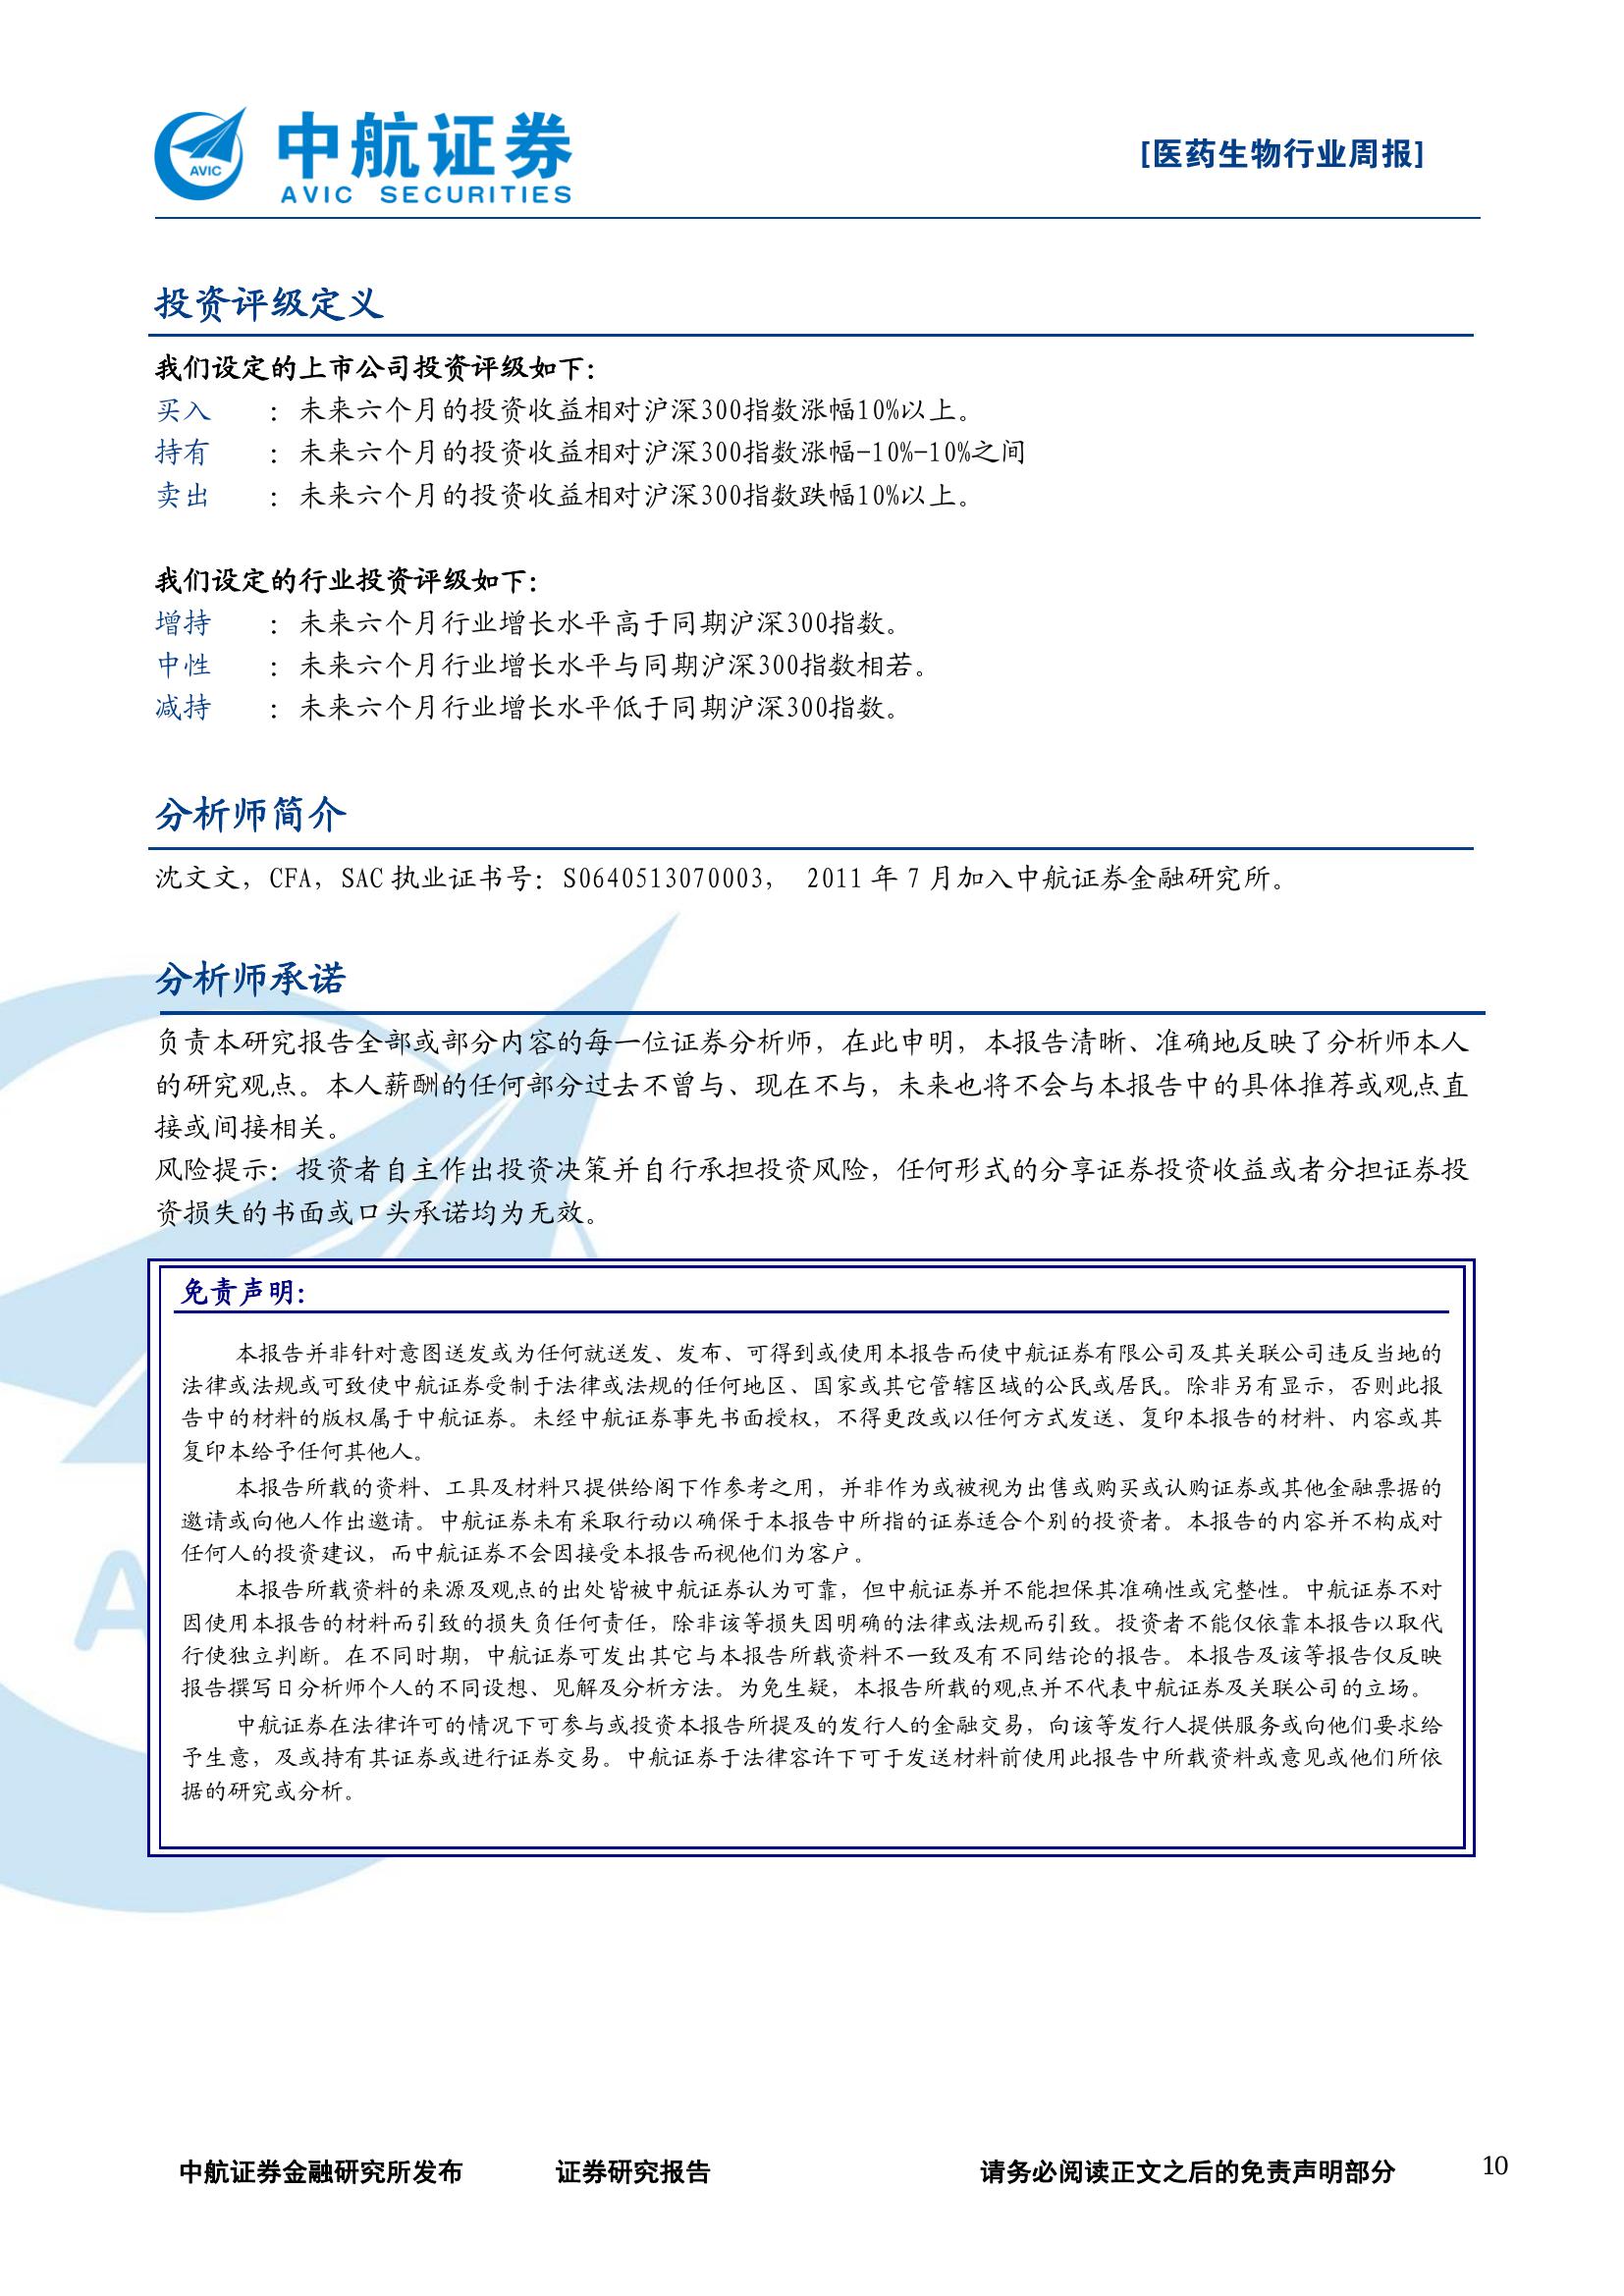 AVIC
中航证券
AVIC SECURITIES
[医药生物行业周报]
投资评级定义
我们设定的上市公司投资评级如下：
买入 ：未来六个月的投资收益相对沪深300指数涨幅10%以上。
持有 ：未来六个月的投资收益相对沪深300指数涨幅-10%-10%之间
卖出 ：未来六个月的投资收益相对沪深300指数跌幅10%以上。
我们设定的行业投资评级如下：
增持 ：未来六个月行业增长水平高于同期沪深300指数。
中性 ：未来六个月行业增长水平与同期沪深300指数相若。
减持 ：未来六个月行业增长水平低于同期沪深300指数。
分析师简介
沈文文，CFA，SAC 执业证书号：S0640513070003， 2011 年 7 月加入中航证券金融研究所。
分析师承诺
负责本研究报告全部或部分内容的每一位证券分析师，在此申明，本报告清晰、准确地反映了分析师本人
的研究观点。本人薪酬的任何部分过去不曾与、现在不与，未来也将不会与本报告中的具体推荐或观点直
接或间接相关。
风险提示：投资者自主作出投资决策并自行承担投资风险，任何形式的分享证券投资收益或者分担证券投
资损失的书面或口头承诺均为无效。
免责声明：
本报告并非针对意图送发或为任何就送发、发布、可得到或使用本报告而使中航证券有限公司及其关联公司违反当地的
法律或法规或可致使中航证券受制于法律或法规的任何地区、国家或其它管辖区域的公民或居民。除非另有显示，否则此报
告中的材料的版权属于中航证券。未经中航证券事先书面授权，不得更改或以任何方式发送、复印本报告的材料、内容或其
复印本给予任何其他人。
本报告所载的资料、工具及材料只提供给阁下作参考之用，并非作为或被视为出售或购买或认购证券或其他金融票据的
邀请或向他人作出邀请。中航证券未有采取行动以确保于本报告中所指的证券适合个别的投资者。本报告的内容并不构成对
任何人的投资建议，而中航证券不会因接受本报告而视他们为客户。
本报告所载资料的来源及观点的出处皆被中航证券认为可靠，但中航证券并不能担保其准确性或完整性。中航证券不对
因使用本报告的材料而引致的损失负任何责任，除非该等损失因明确的法律或法规而引致。投资者不能仅依靠本报告以取代
行使独立判断。在不同时期，中航证券可发出其它与本报告所载资料不一致及有不同结论的报告。本报告及该等报告仅反映
报告撰写日分析师个人的不同设想、见解及分析方法。为免生疑，本报告所载的观点并不代表中航证券及关联公司的立场。
中航证券在法律许可的情况下可参与或投资本报告所提及的发行人的金融交易，向该等发行人提供服务或向他们要求给
予生意，及或持有其证券或进行证券交易。中航证券于法律容许下可于发送材料前使用此报告中所载资料或意见或他们所依
据的研究或分析。
中航证券金融研究所发布 证券研究报告 请务必阅读正文之后的免责声明部分 10